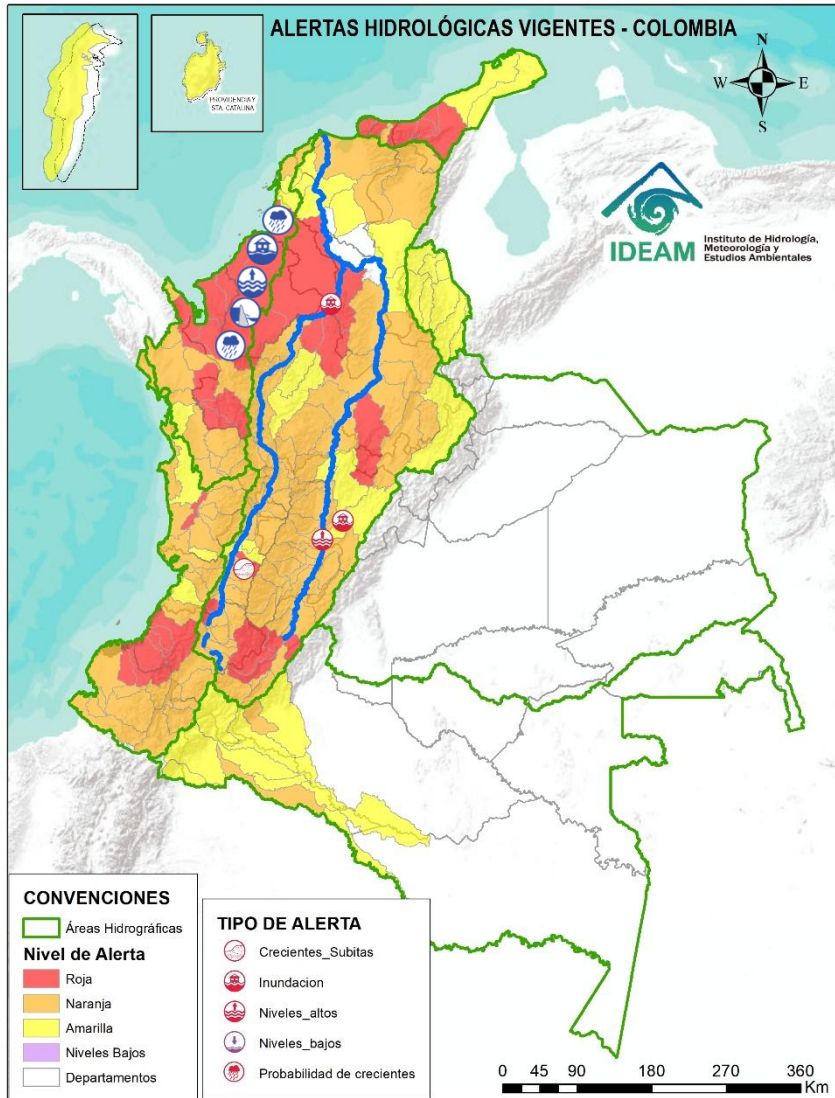 ALERTAS HIDROLÓGICAS VIGENTES - COLOMBIA
PROVIDENCIA Y
STA. CATALINA
N
W
E
S
IDEAM
Instituto de Hidrología,
Meteorología y
Estudios Ambientales
CONVENCIONES
Áreas Hidrográficas
Nivel de Alerta
Roja
Naranja
Amarilla
Niveles Bajos
Departamentos
TIPO DE ALERTA
Crecientes_Subitas
Inundacion
Niveles_altos
Niveles_bajos
Probabilidad de crecientes
0 45 90 180 270 360
Km